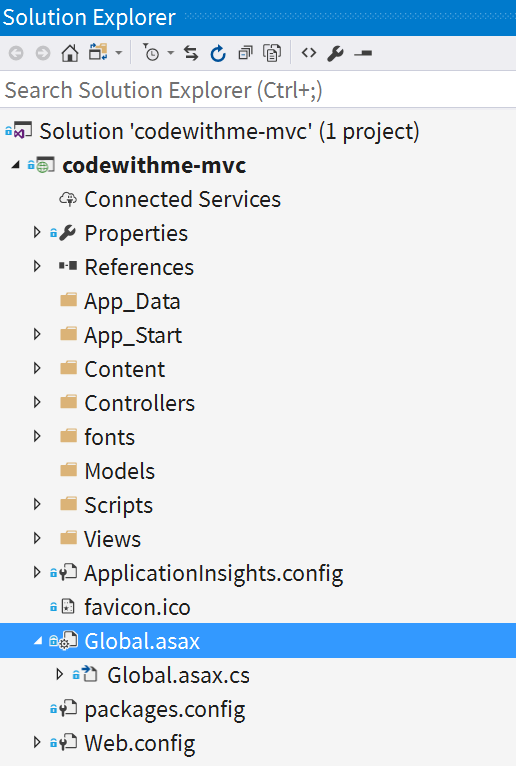 Solution Explorer
Search Solution Explorer (Ctrl+;)
Solution 'codewithme-mvc' (1 project)
codewithme-mvc
Connected Services
Properties
References
App_Data
App_Start
Content
Controllers
fonts
Models
Scripts
Views
ApplicationInsights.config
favicon.ico
Global.asax
Global.asax.cs
packages.config
Web.config